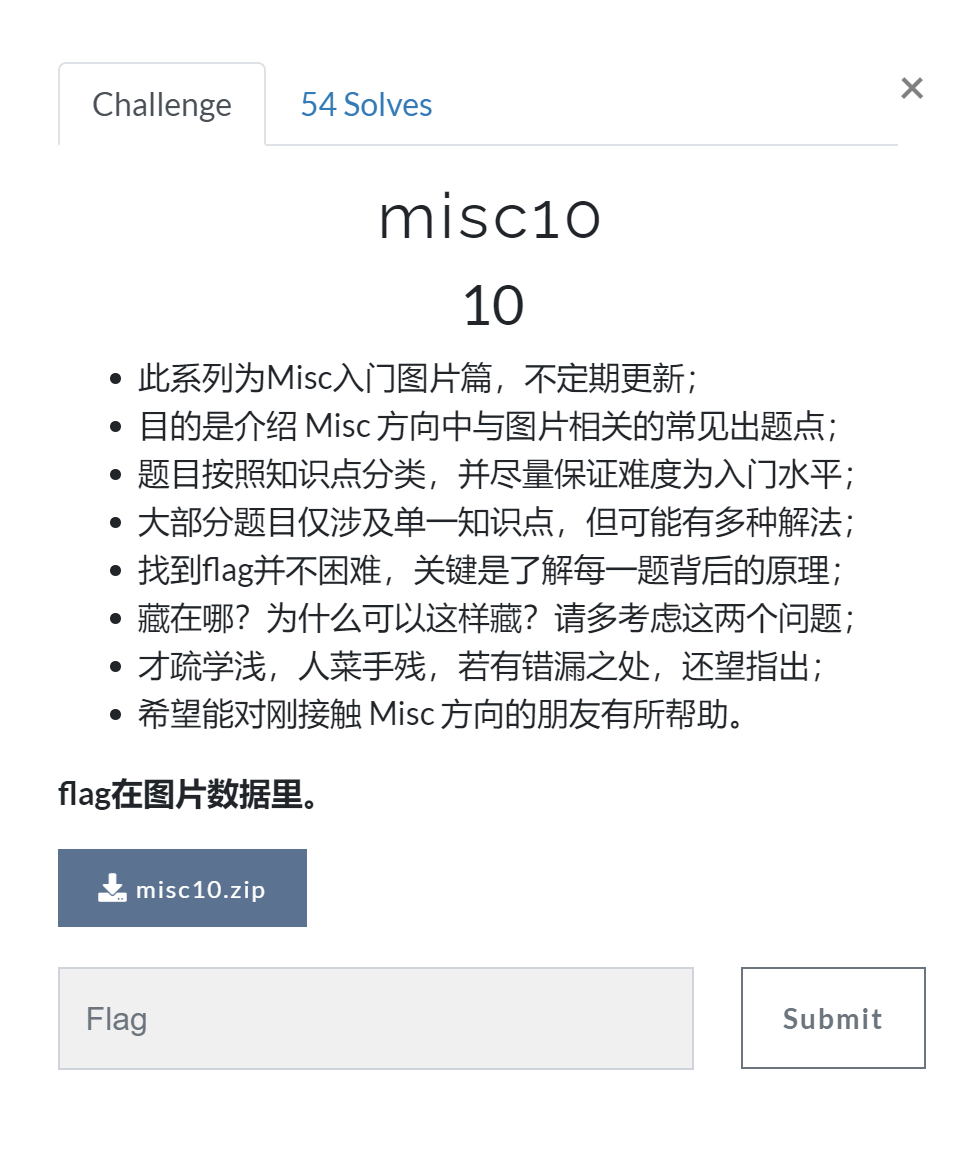 Challenge
54 Solves
×
misc10
10
此系列为Misc入门图片篇，不定期更新；
目的是介绍 Misc 方向中与图片相关的常见出题点；
题目按照知识点分类，并尽量保证难度为入门水平；
大部分题目仅涉及单一知识点，但可能有多种解法；
找到flag并不困难，关键是了解每一题背后的原理；
藏在哪？为什么可以这样藏？请多考虑这两个问题；
才疏学浅，人菜手残，若有错漏之处，还望指出；
希望能对刚接触 Misc 方向的朋友有所帮助。
flag在图片数据里。
misc10.zip
Flag
Submit